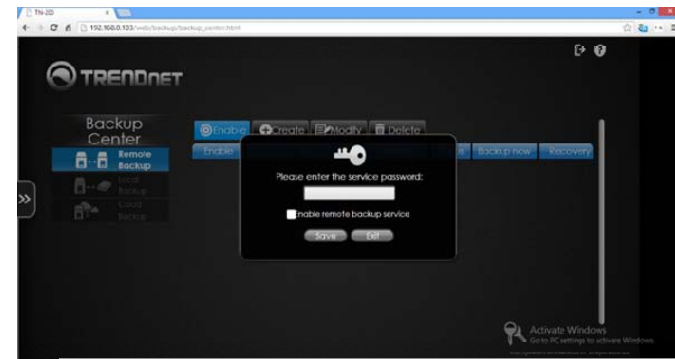 TN-20
192.168.0.133/web/backup/backup_center.html
TRENDNET
Backup
Center
Enable Create Modify Delete
Enable Backup now Recovery
Remote
Backup
Local
Backup
Cloud
Backup
Please enter the service password:
Enable remote backup service
Save Exit
Activate Windows
Go to PC settings to activate Windows.